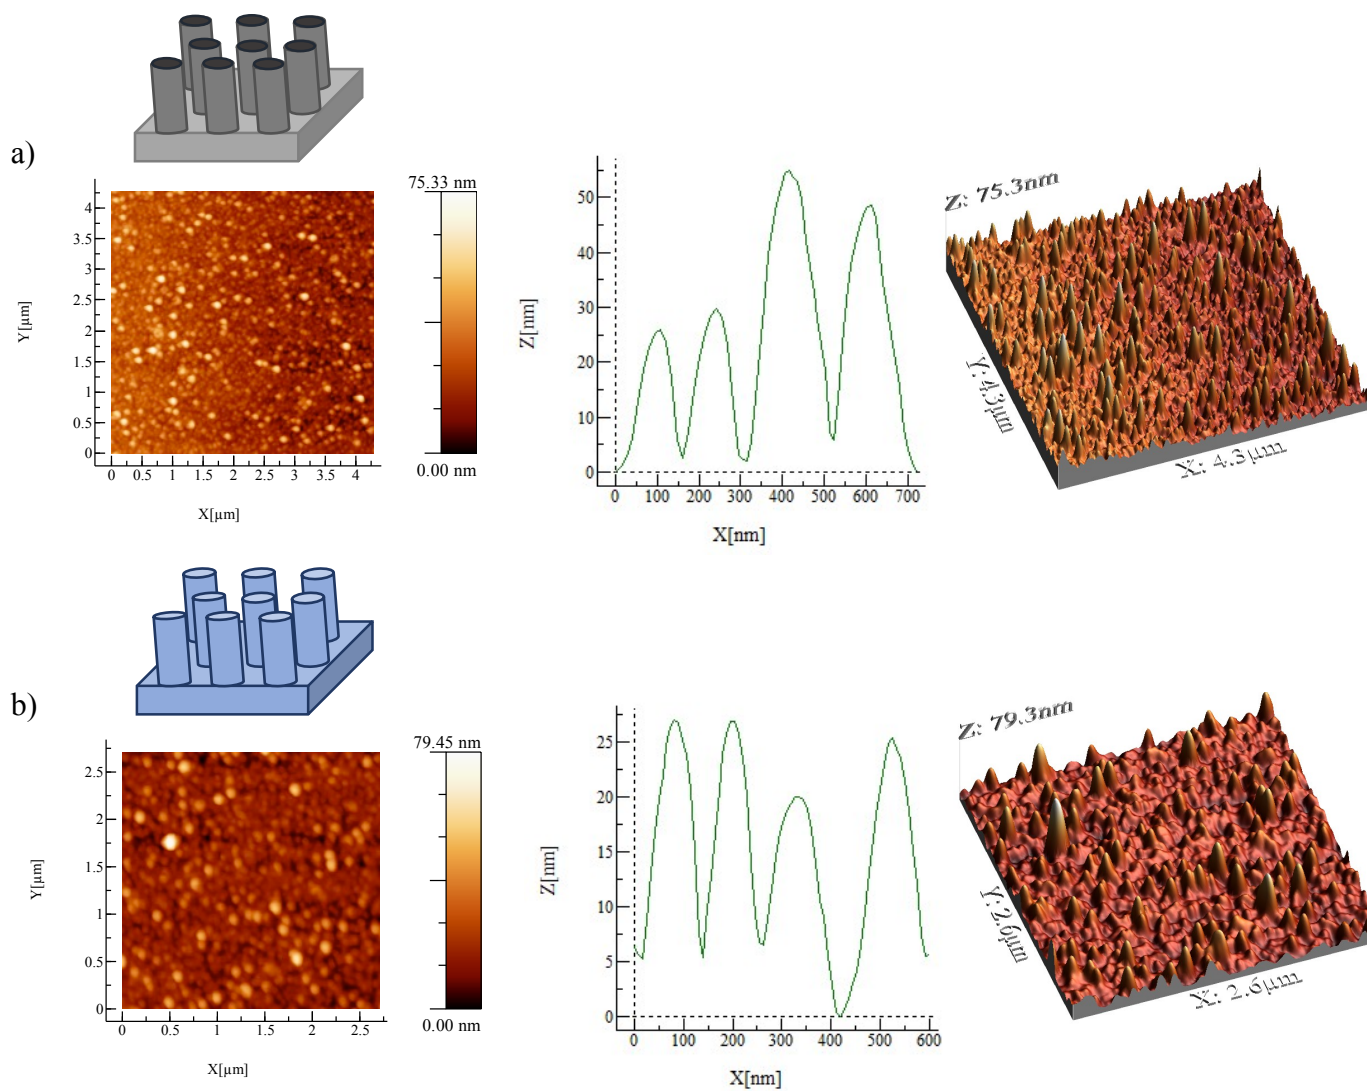 a)
75.33 nm
4
3.5
3
2.5
2
1.5
1
0.5
0
Y[µm]
0 0.5 1 1.5 2 2.5 3 3.5 4
X[µm]
0.00 nm
50
40
30
20
10
0
Z[nm]
0 100 200 300 400 500 600 700
X[nm]
Z: 75.3nm
Y: 4.3µm
X: 4.3µm
b)
79.45 nm
2.5
2
1.5
1
0.5
0
Y[µm]
0 0.5 1 1.5 2 2.5
X[µm]
0.00 nm
25
20
15
10
5
0
Z[nm]
0 100 200 300 400 500 600
X[nm]
Z: 79.3nm
Y: 2.6µm
X: 2.6µm